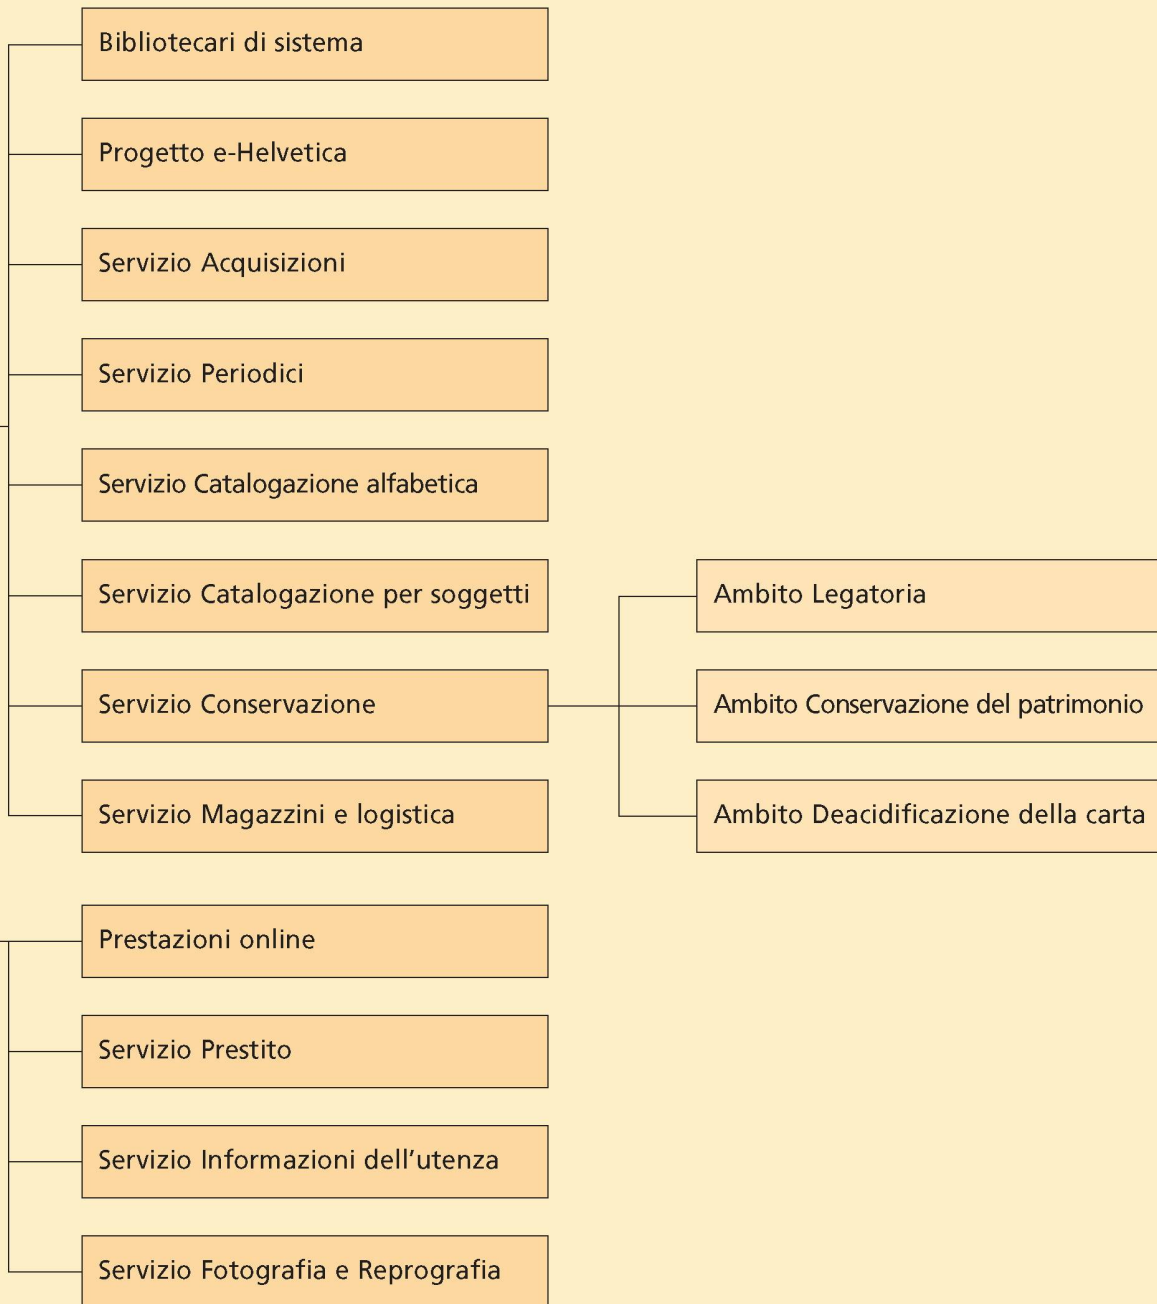 Bibliotecari di sistema
Progetto e-Helvetica
Servizio Acquisizioni
Servizio Periodici
Servizio Catalogazione alfabetica
Servizio Catalogazione per soggetti
Servizio Conservazione
Servizio Magazzini e logistica
Ambito Legatoria
Ambito Conservazione del patrimonio
Ambito Deacidificazione della carta
Prestazioni online
Servizio Prestito
Servizio Informazioni dell’utenza
Servizio Fotografia e Reprografia